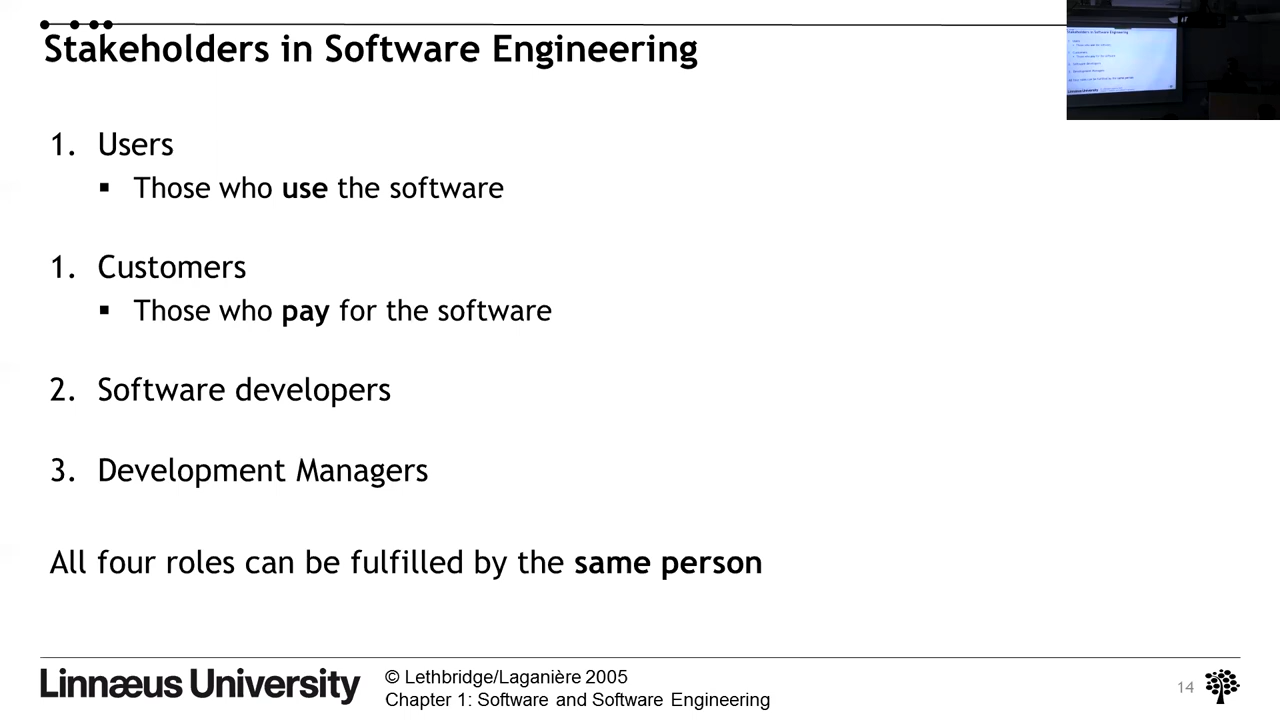 Stakeholders in Software Engineering
1. Users
▪ Those who use the software
1. Customers
▪ Those who pay for the software
2. Software developers
3. Development Managers
All four roles can be fulfilled by the same person
Linnæus University
© Lethbridge/Laganière 2005
Chapter 1: Software and Software Engineering
14